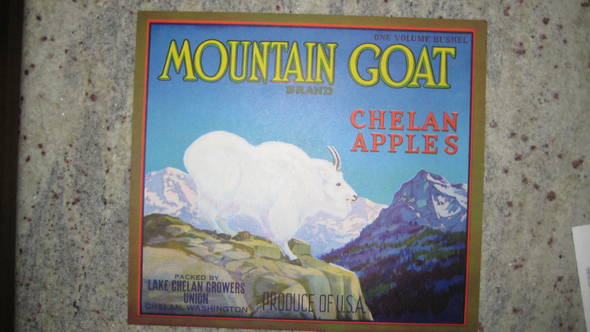 ONE VOLUME BUSHEL
MOUNTAIN GOAT
BRAND
CHELAN
APPLES
PACKED BY
LAKE CHELAN GROWERS
UNION
CHELAN, WASHINGTON
PRODUCE OF U.S.A.